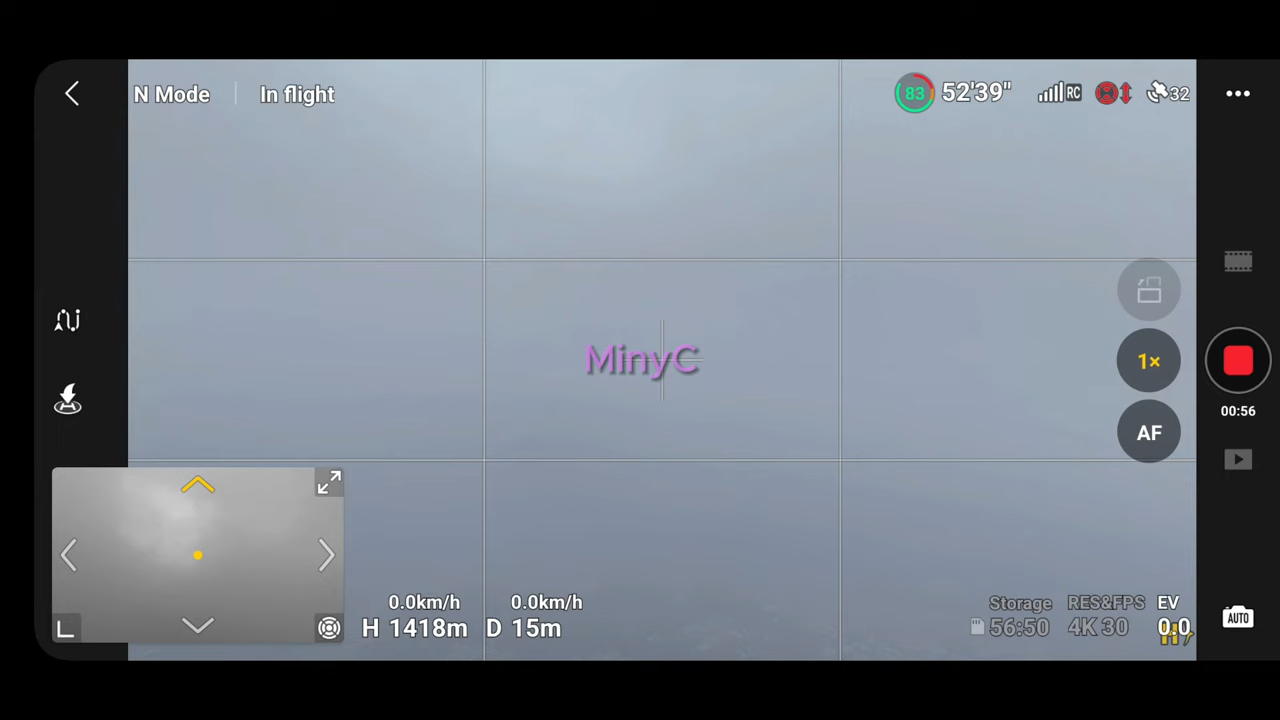 N Mode | In flight
83 52'39" RC 32
MinyC
1×
AF
00:56
0.0km/h 0.0km/h
H 1418m D 15m
Storage RES&FPS EV
56:50 4K 30 0.0
AUTO